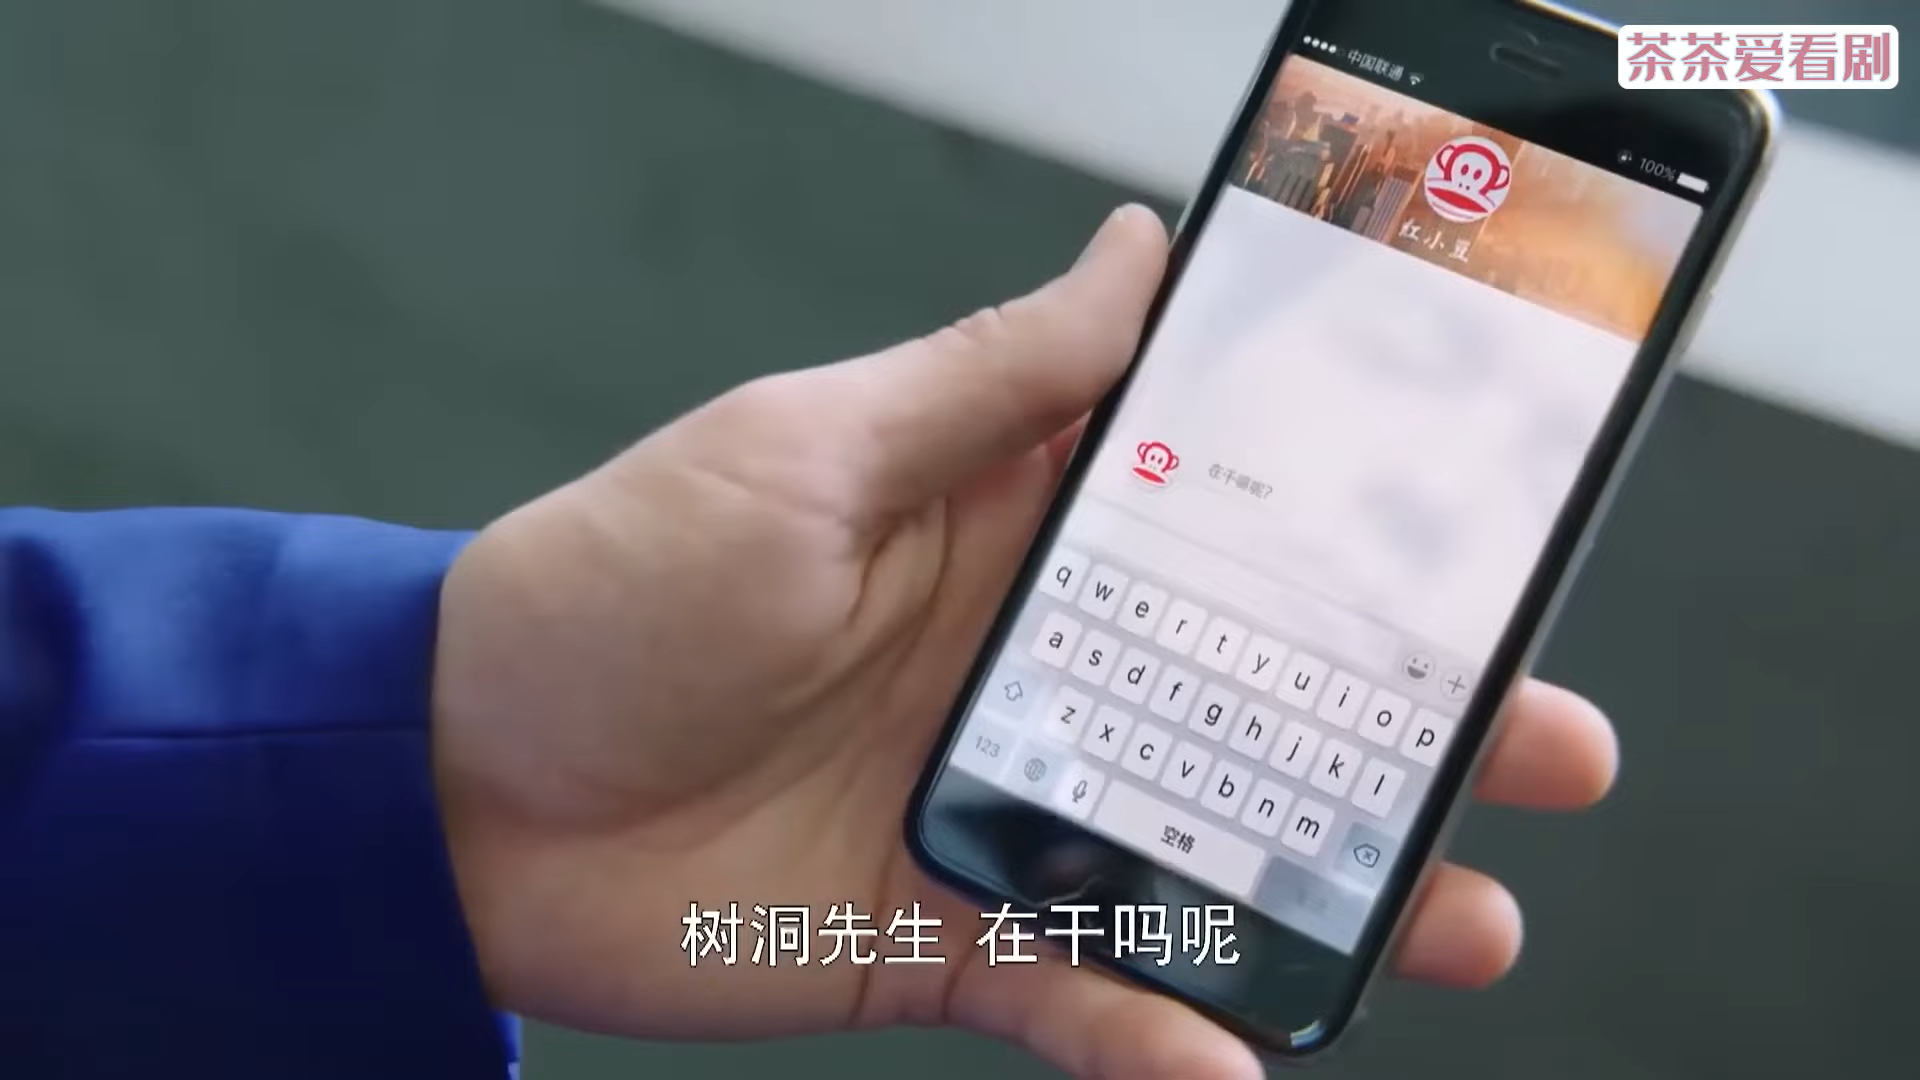 茶茶爱看剧
中国联通
100%
红小豆
在干嘛呢?
q w e r t y u i o p
a s d f g h j k l
z x c v b n m
123
空格
树洞先生 在干吗呢